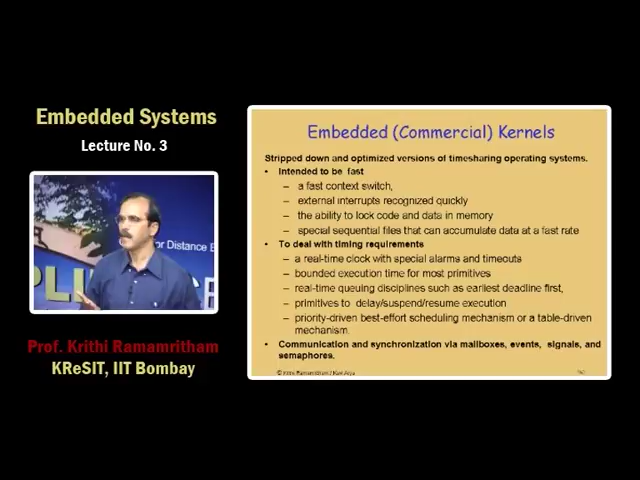 Embedded Systems
Lecture No. 3
for Distance E
Prof. Krithi Ramamritham
KReSIT, IIT Bombay
Embedded (Commercial) Kernels
Stripped down and optimized versions of timesharing operating systems.
• Intended to be fast
– a fast context switch,
– external interrupts recognized quickly
– the ability to lock code and data in memory
– special sequential files that can accumulate data at a fast rate
• To deal with timing requirements
– a real-time clock with special alarms and timeouts
– bounded execution time for most primitives
– real-time queuing disciplines such as earliest deadline first,
– primitives to delay/suspend/resume execution
– priority-driven best-effort scheduling mechanism or a table-driven
mechanism.
• Communication and synchronization via mailboxes, events, signals, and
semaphores.
© Krithi Ramamritham / Kavi Arya